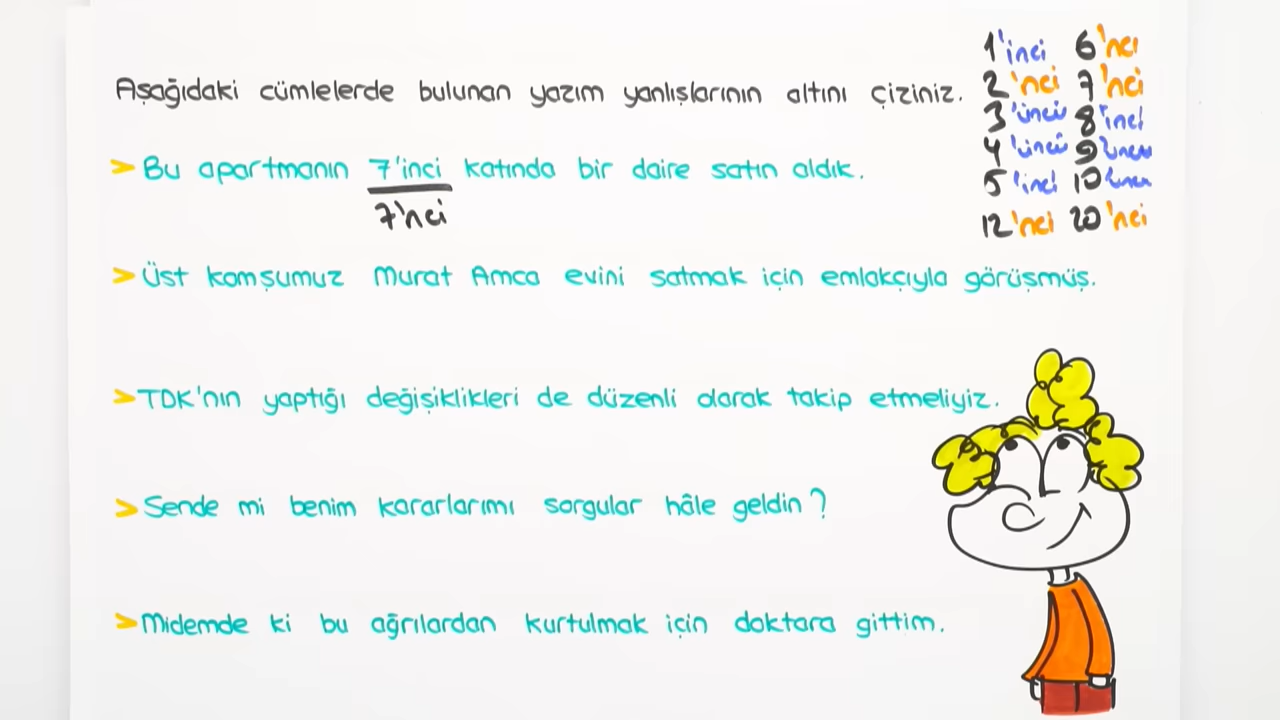 Aşağıdaki cümlelerde bulunan yazım yanlışlarının altını çiziniz.
1'inci 6'ncı
2'nci 7'nci
3'üncü 8'inci
4'üncü 9'uncu
5'inci 10'uncu
12'nci 20'nci
> Bu apartmanın 7'inci katında bir daire satın aldık.
7'nci
> Üst komşumuz Murat Amca evini satmak için emlakçıyla görüşmüş.
> TDK'nın yaptığı değişiklikleri de düzenli olarak takip etmeliyiz.
> Sende mi benim kararlarımı sorgular hâle geldin?
> Midemde ki bu ağrılardan kurtulmak için doktara gittim.